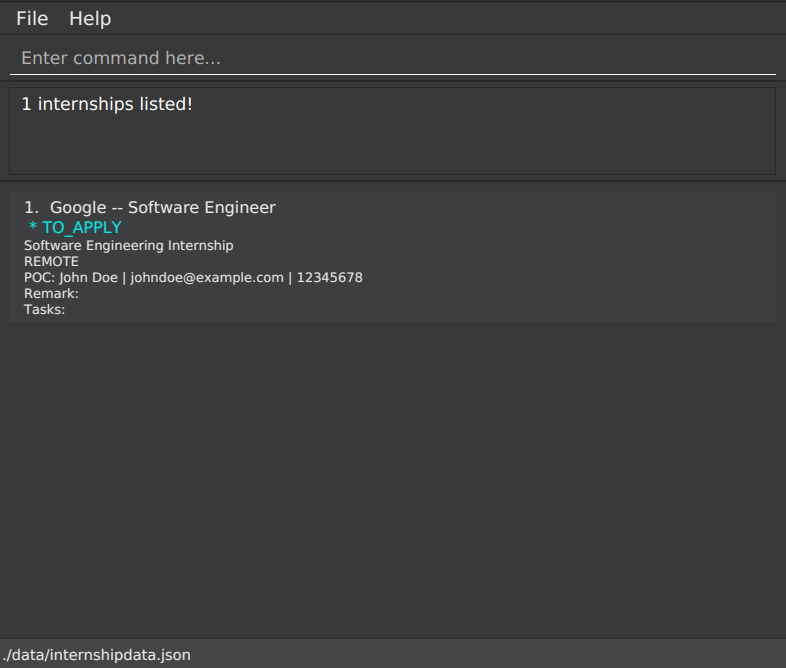 File Help
Enter command here...
1 internships listed!
1. Google -- Software Engineer
* TO_APPLY
Software Engineering Internship
REMOTE
POC: John Doe | johndoe@example.com | 12345678
Remark:
Tasks:
./data/internshipdata.json